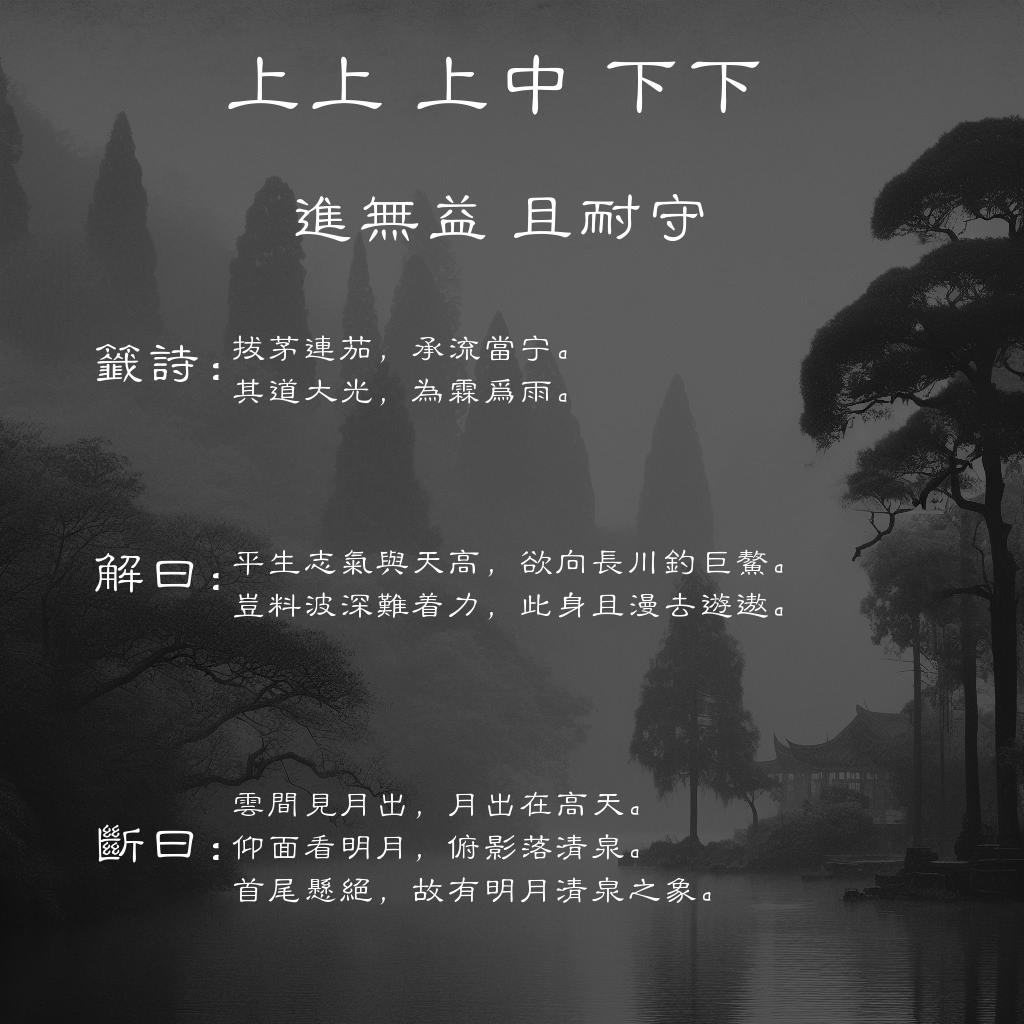 上上 上中 下下
進無益 且耐守
籤詩：
拔茅連茄，承流當宁。
其道大光，為霖爲雨。
解曰：
平生志氣與天高，欲向長川釣巨鰲。
豈料波深難着力，此身且漫去遊遨。
斷曰：
雲間見月出，月出在高天。
仰面看明月，俯影落清泉。
首尾懸絕，故有明月清泉之象。